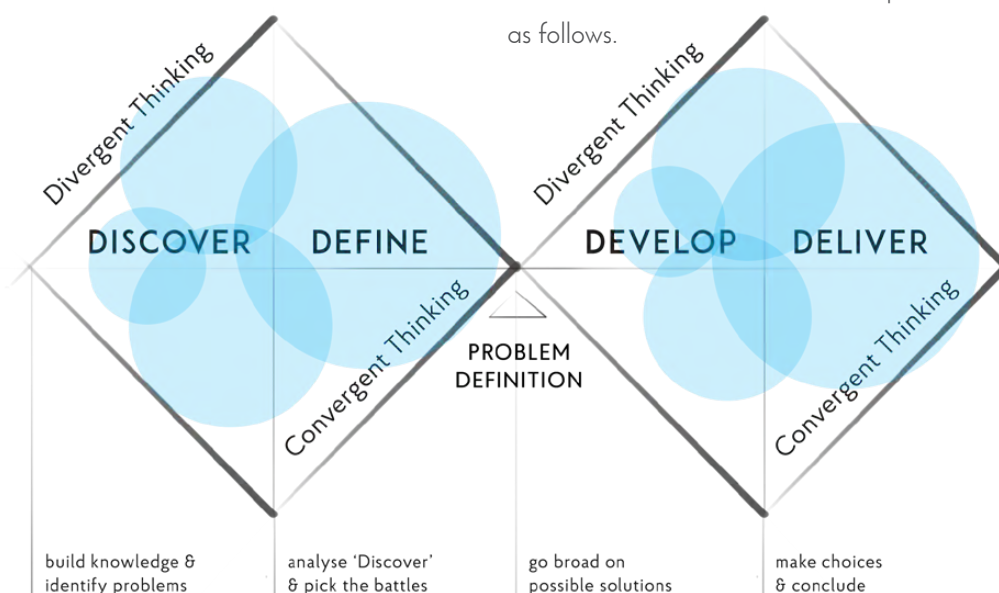 as follows.
Divergent Thinking
Divergent Thinking
DISCOVER
DEFINE
DEVELOP
DELIVER
Convergent Thinking
Convergent Thinking
PROBLEM
DEFINITION
build knowledge &
identify problems
analyse ‘Discover’
& pick the battles
go broad on
possible solutions
make choices
& conclude